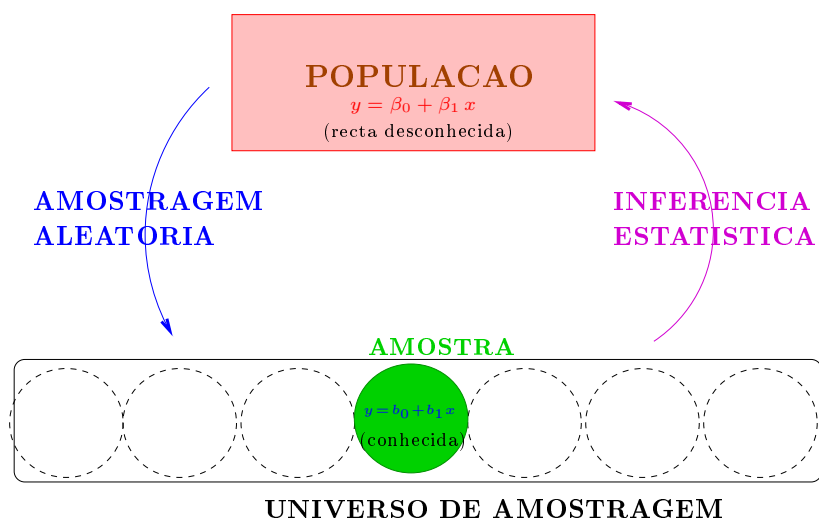 POPULACAO
y = β₀ + β₁ x
(recta desconhecida)
AMOSTRAGEM
ALEATORIA
INFERENCIA
ESTATISTICA
AMOSTRA
y = b₀ + b₁ x
(conhecida)
UNIVERSO DE AMOSTRAGEM